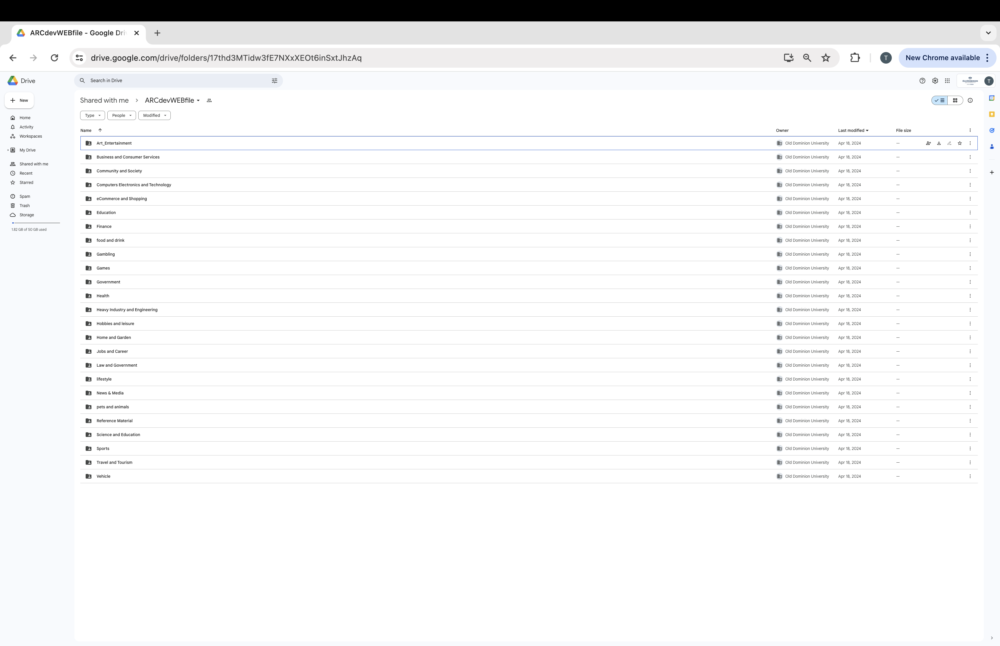 ARCdevWEBfile - Google Dri
drive.google.com/drive/folders/17thd3MTidw3fE7NXxXEOt6inSxtJhzAq
T
New Chrome available
Drive
Search in Drive
OLD DOMINION
T
New
Shared with me > ARCdevWEBfile
Home
Activity
Workspaces
My Drive
Shared with me
Recent
Starred
Spam
Trash
Storage
1.82 GB of 50 GB used
Type People Modified
Name Owner Last modified File size
Art_Entertainment Old Dominion University Apr 18, 2024 —
Business and Consumer Services Old Dominion University Apr 18, 2024 —
Community and Society Old Dominion University Apr 18, 2024 —
Computers Electronics and Technology Old Dominion University Apr 18, 2024 —
eCommerce and Shopping Old Dominion University Apr 18, 2024 —
Education Old Dominion University Apr 18, 2024 —
Finance Old Dominion University Apr 18, 2024 —
food and drink Old Dominion University Apr 18, 2024 —
Gambling Old Dominion University Apr 18, 2024 —
Games Old Dominion University Apr 18, 2024 —
Government Old Dominion University Apr 18, 2024 —
Health Old Dominion University Apr 18, 2024 —
Heavy Industry and Engineering Old Dominion University Apr 18, 2024 —
Hobbies and leisure Old Dominion University Apr 18, 2024 —
Home and Garden Old Dominion University Apr 18, 2024 —
Jobs and Career Old Dominion University Apr 18, 2024 —
Law and Government Old Dominion University Apr 18, 2024 —
lifestyle Old Dominion University Apr 18, 2024 —
News & Media Old Dominion University Apr 18, 2024 —
pets and animals Old Dominion University Apr 18, 2024 —
Reference Material Old Dominion University Apr 18, 2024 —
Science and Education Old Dominion University Apr 18, 2024 —
Sports Old Dominion University Apr 18, 2024 —
Travel and Tourism Old Dominion University Apr 18, 2024 —
Vehicle Old Dominion University Apr 18, 2024 —